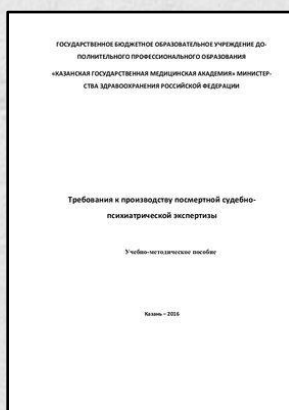 ГОСУДАРСТВЕННОЕ БЮДЖЕТНОЕ ОБРАЗОВАТЕЛЬНОЕ УЧРЕЖДЕНИЕ ДО-
ПОЛНИТЕЛЬНОГО ПРОФЕССИОНАЛЬНОГО ОБРАЗОВАНИЯ
«КАЗАНСКАЯ ГОСУДАРСТВЕННАЯ МЕДИЦИНСКАЯ АКАДЕМИЯ» МИНИСТЕР-
СТВА ЗДРАВООХРАНЕНИЯ РОССИЙСКОЙ ФЕДЕРАЦИИ
Требования к производству посмертной судебно-
психиатрической экспертизы
Учебно-методическое пособие
Казань – 2016